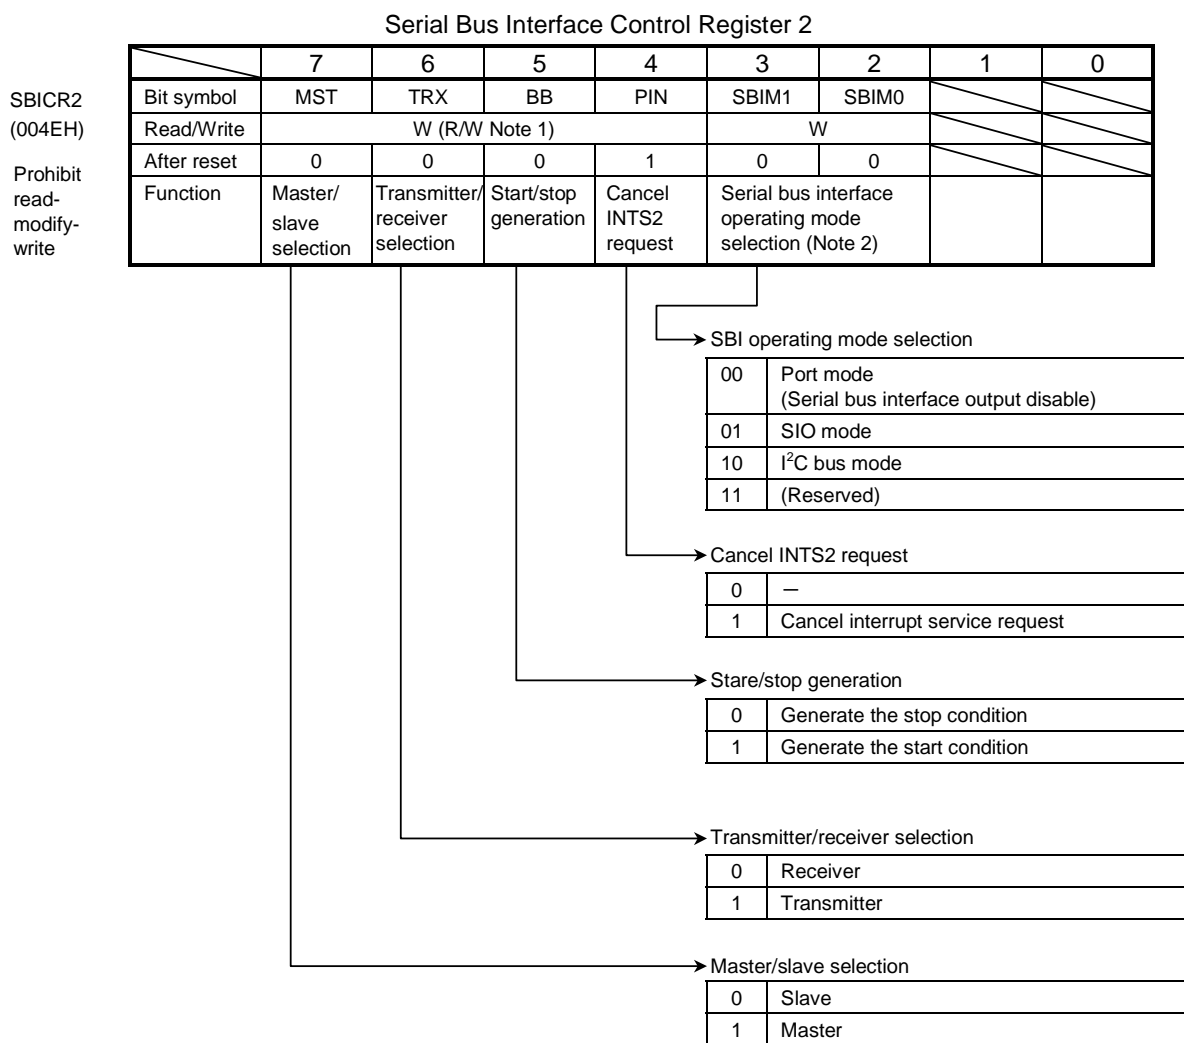 Serial Bus Interface Control Register 2
7 6 5 4 3 2 1 0
SBICR2
(004EH)
Prohibit
read-
modify-
write
Bit symbol MST TRX BB PIN SBIM1 SBIM0
Read/Write W (R/W Note 1) W
After reset 0 0 0 1 0 0
Function
Master/
slave
selection
Transmitter/
receiver
selection
Start/stop
generation
Cancel
INTS2
request
Serial bus interface
operating mode
selection (Note 2)
SBI operating mode selection
00 Port mode
(Serial bus interface output disable)
01 SIO mode
10 I²C bus mode
11 (Reserved)
Cancel INTS2 request
0 —
1 Cancel interrupt service request
Stare/stop generation
0 Generate the stop condition
1 Generate the start condition
Transmitter/receiver selection
0 Receiver
1 Transmitter
Master/slave selection
0 Slave
1 Master